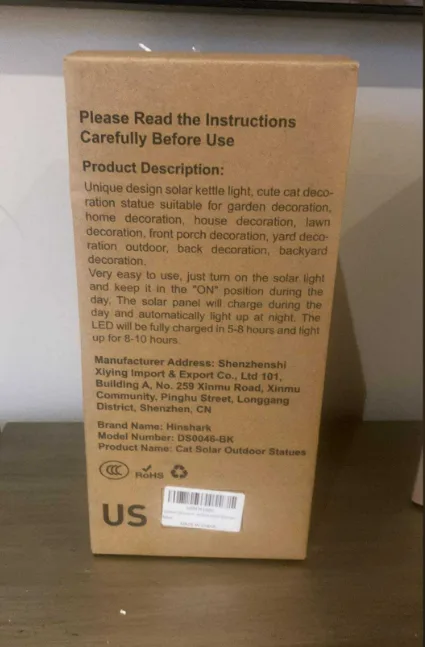 Please Read the Instructions
Carefully Before Use
Product Description:
Unique design solar kettle light, cute cat deco-
ration statue suitable for garden decoration,
home decoration, house decoration, lawn
decoration, front porch decoration, yard deco-
ration outdoor, back decoration, backyard
decoration.
Very easy to use, just turn on the solar light
and keep it in the "ON" position during the
day. The solar panel will charge during the
day and automatically light up at night. The
LED will be fully charged in 5-8 hours and light
up for 8-10 hours.
Manufacturer Address: Shenzhenshi
Xiying Import & Export Co., Ltd 101,
Building A, No. 259 Xinmu Road, Xinmu
Community, Pinghu Street, Longgang
District, Shenzhen, CN
Brand Name: Hinshark
Model Number: DS0046-BK
Product Name: Cat Solar Outdoor Statues
CCC
RoHS
US